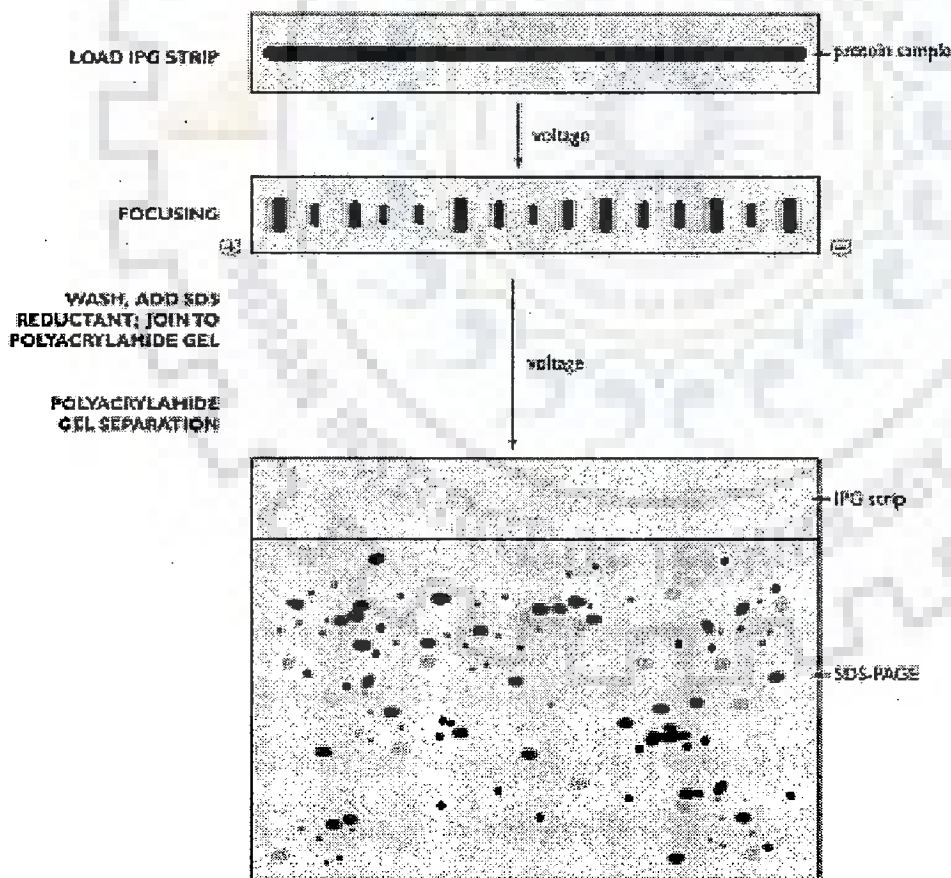 LOAD IPG STRIP
protein sample
voltage
FOCUSING
WASH, ADD SDS
REDUCTANT; JOIN TO
POLYACRYLAMIDE GEL
voltage
POLYACRYLAMIDE
GEL SEPARATION
IPG strip
SDS-PAGE